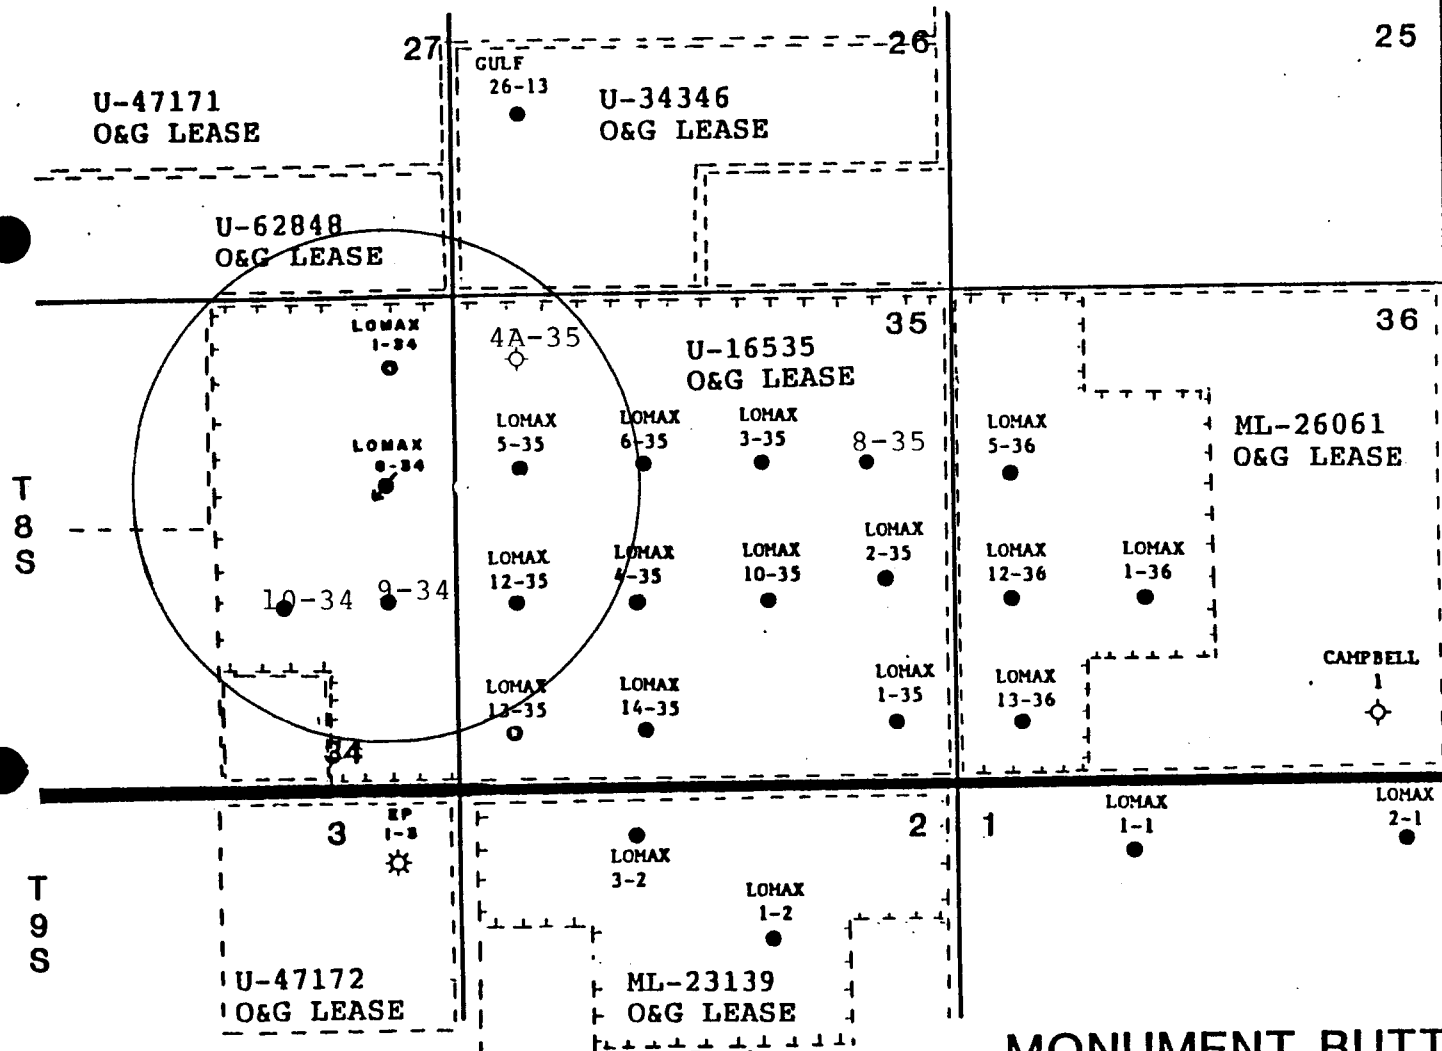 27
26
25
GULF
26-13
U-47171
O&G LEASE
U-34346
O&G LEASE
U-62848
O&G LEASE
LOMAX
1-34
4A-35
35
36
U-16535
O&G LEASE
LOMAX
5-35
LOMAX
6-35
LOMAX
3-35
8-35
LOMAX
5-36
ML-26061
O&G LEASE
LOMAX
8-34
T
8
S
LOMAX
12-35
LOMAX
4-35
LOMAX
10-35
LOMAX
2-35
LOMAX
12-36
LOMAX
1-36
10-34
9-34
LOMAX
13-35
LOMAX
14-35
LOMAX
1-35
LOMAX
13-36
CAMPBELL
1
34
3
EP
1-3
2
1
LOMAX
1-1
LOMAX
2-1
LOMAX
3-2
LOMAX
1-2
T
9
S
U-47172
O&G LEASE
ML-23139
O&G LEASE
MONUMENT BUTT